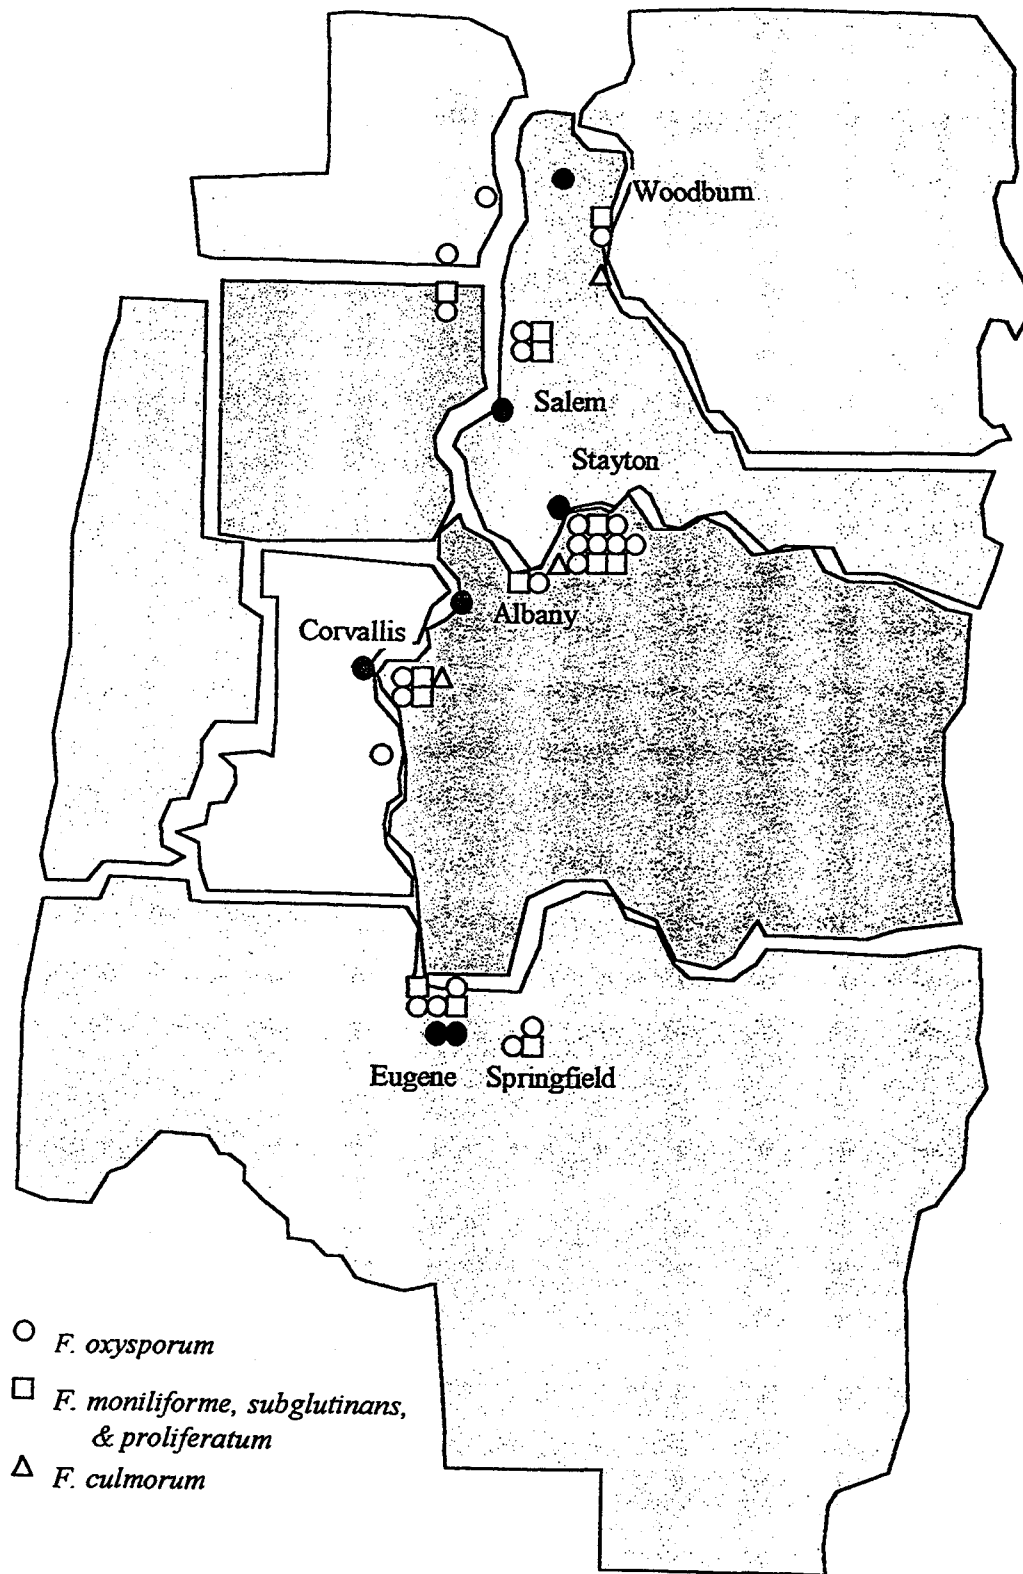 Woodburn
Salem
Stayton
Albany
Corvallis
Eugene Springfield
F. oxysporum
F. moniliforme, subglutinans,
& proliferatum
F. culmorum